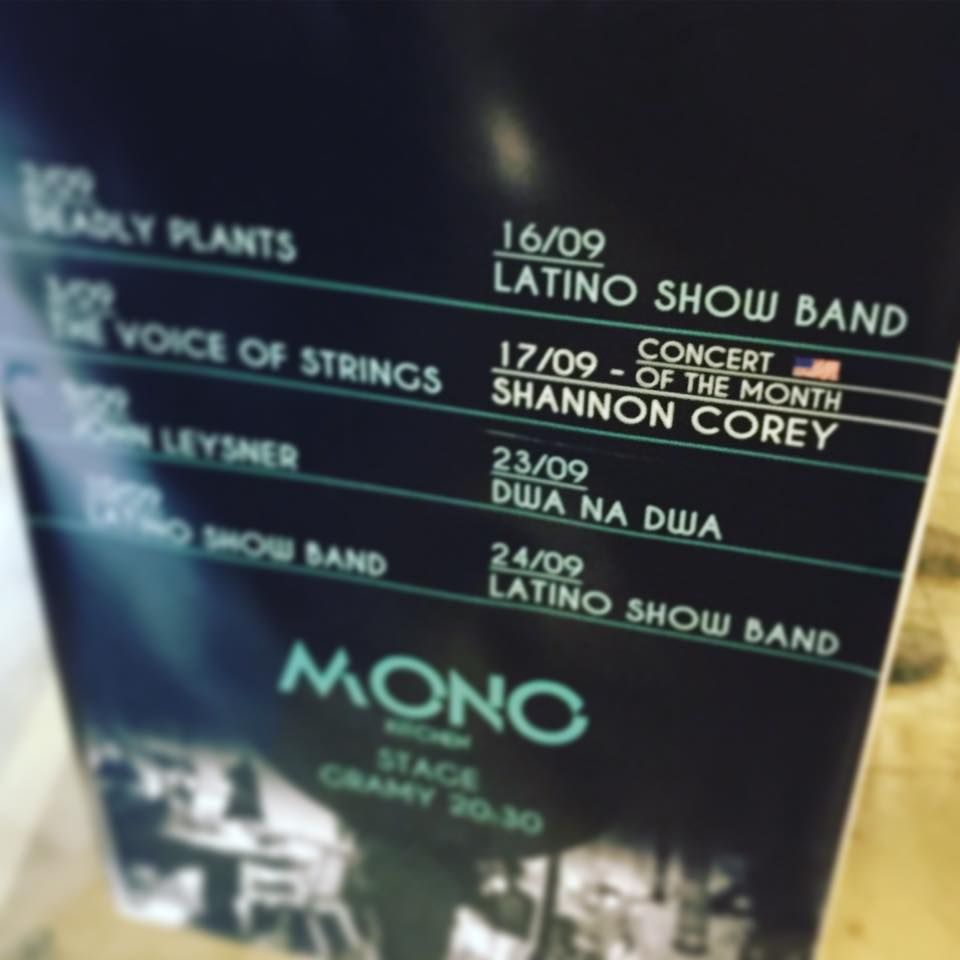 DEADLY PLANTS
THE VOICE OF STRINGS
JOHN LEYSNER
LATINO SHOW BAND
16/09
LATINO SHOW BAND
17/09 - CONCERT
OF THE MONTH
SHANNON COREY
23/09
DWA NA DWA
24/09
LATINO SHOW BAND
MONO
KITCHEN
STAGE
GRAMY 20:30